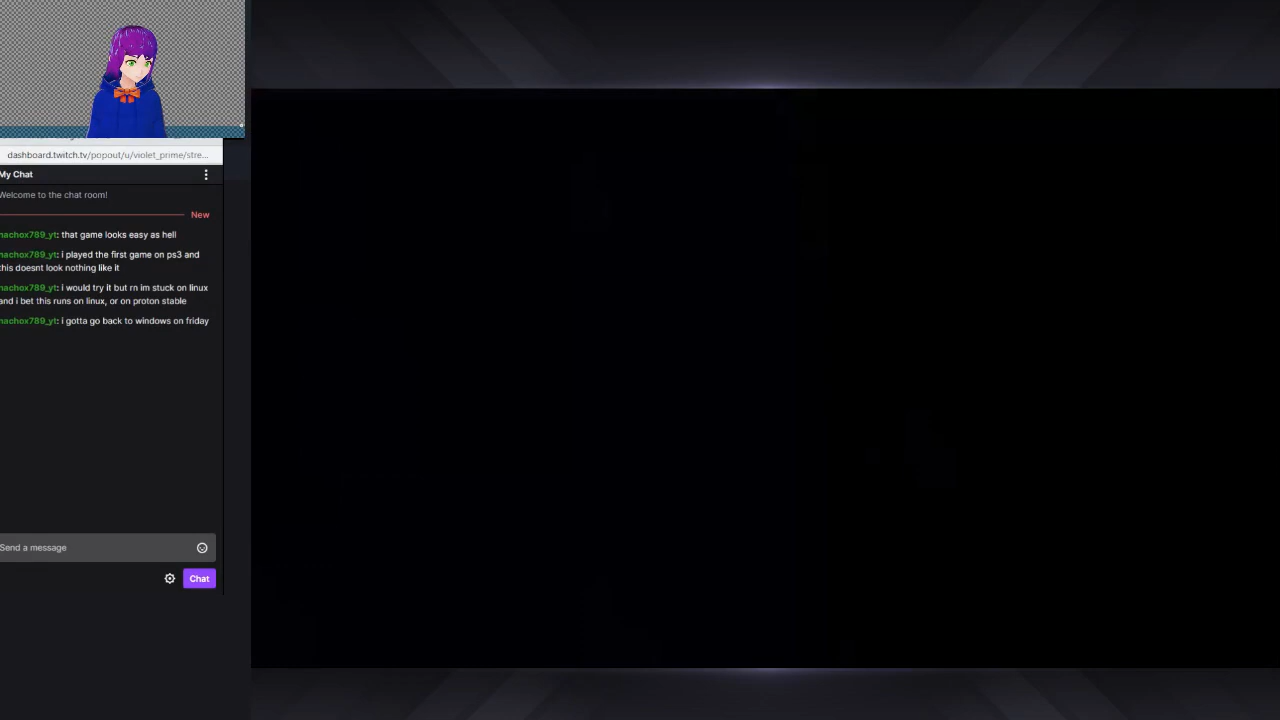 dashboard.twitch.tv/popout/u/violet_prime/stre...
My Chat
Welcome to the chat room!
New
nachox789_yt: that game looks easy as hell
nachox789_yt: i played the first game on ps3 and
this doesnt look nothing like it
nachox789_yt: i would try it but rn im stuck on linux
and i bet this runs on linux, or on proton stable
nachox789_yt: i gotta go back to windows on friday
Send a message
Chat